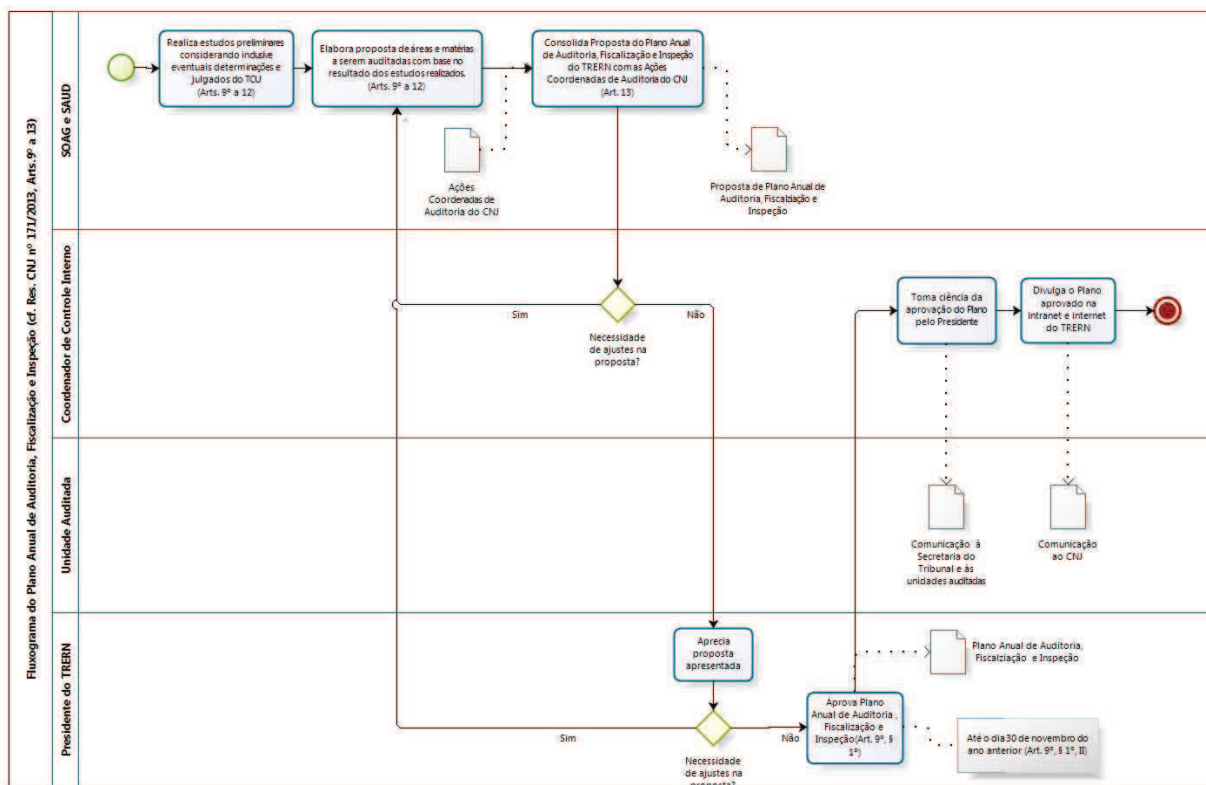 Fluxograma do Plano Anual de Auditoria, Fiscalização e Inspeção (cf. Res. CNJ nº 171/2013, Arts.9º a 13)
SOAG e SAUD
Realiza estudos preliminares
considerando inclusive
eventuais determinações e
julgados do TCU
(Arts. 9º a 12)
Elabora proposta de áreas e matérias
a serem auditadas com base no
resultado dos estudos realizados.
(Arts. 9º a 12)
Consolida Proposta do Plano Anual
de Auditoria, Fiscalização e Inspeção
do TRERN com as Ações
Coordenadas de Auditoria do CNJ
(Art. 13)
Ações
Coordenadas de
Auditoria do CNJ
Proposta de Plano Anual de
Auditoria, Fiscalziação e
Inspeção
Coordenador de Controle Interno
Sim
Não
Necessidade
de ajustes na
proposta?
Toma ciência da
aprovação do Plano
pelo Presidente
Divulga o Plano
aprovado na
intranet e internet
do TRERN
Unidade Auditada
Comunicação à
Secretaria do
Tribunal e às
unidades auditadas
Comunicação
ao CNJ
Presidente do TRERN
Aprecia
proposta
apresentada
Sim
Não
Necessidade
de ajustes na
proposta?
Aprova Plano
Anual de Auditoria ,
Fiscalização e
Inspeção(Art. 9º, §
1º)
Plano Anual de Auditoria,
Fiscalziação e Inspeção
Até o dia 30 de novembro do
ano anterior (Art. 9º, § 1º, II)